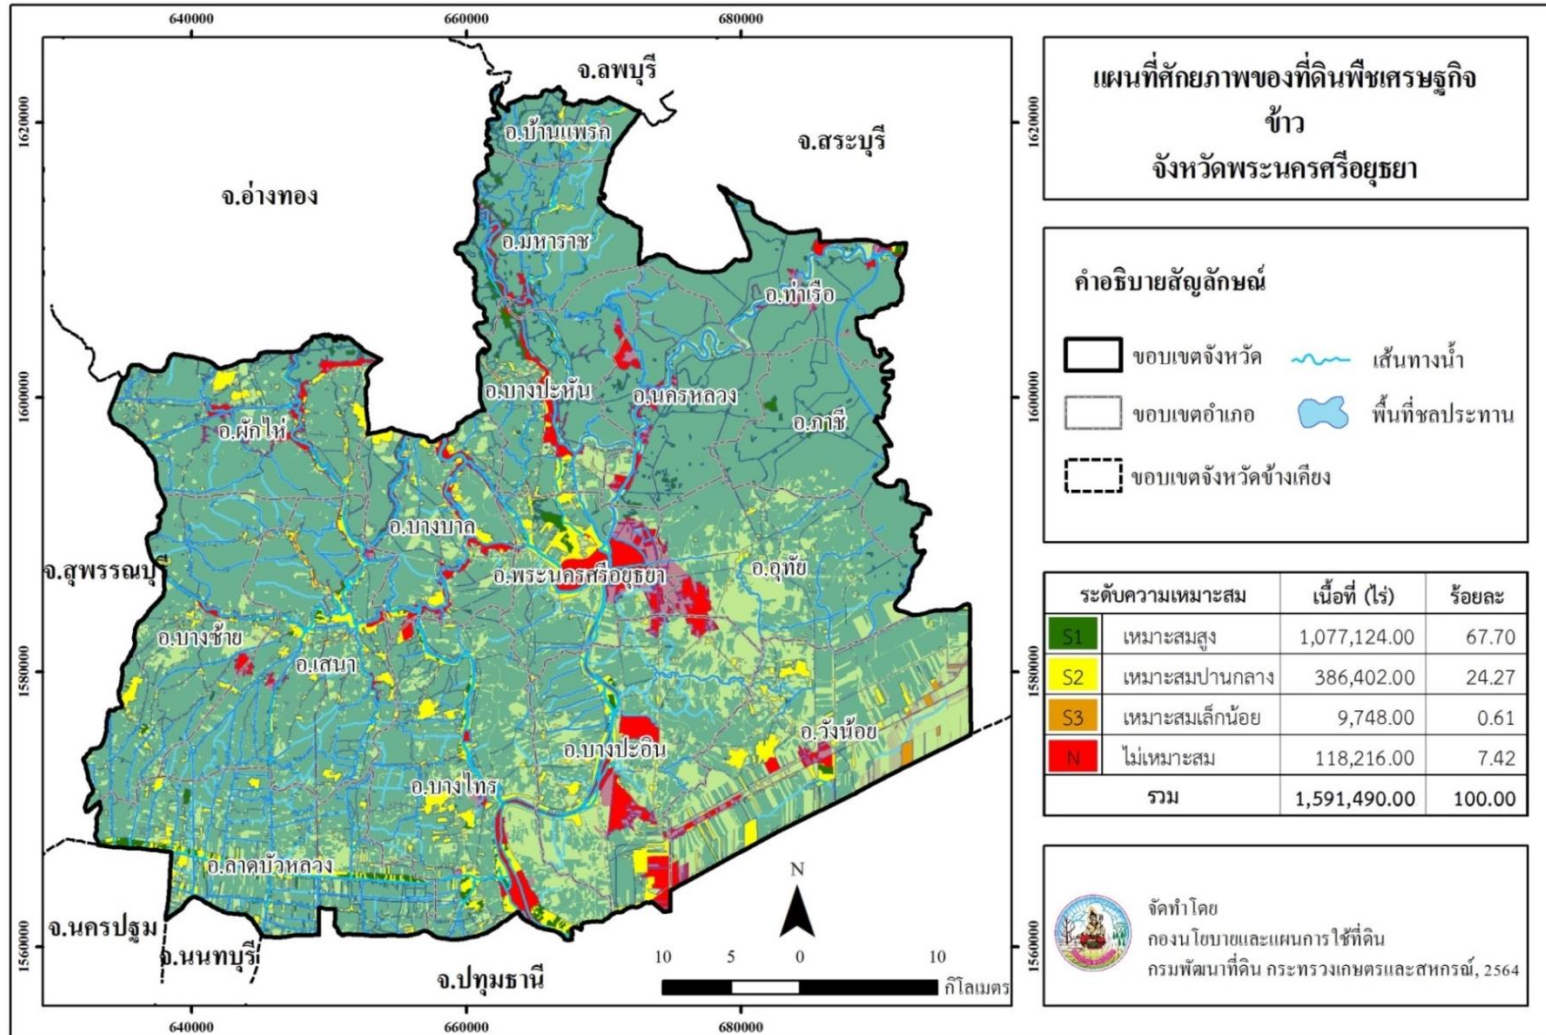 640000
660000
680000
1620000
1600000
1580000
1560000
1620000
1600000
1580000
1560000
จ.ลพบุรี
จ.สระบุรี
จ.อ่างทอง
อ.บ้านแพรก
อ.มหาราช
อ.ท่าเรือ
อ.บางปะหัน
อ.นครหลวง
อ.ภาชี
อ.ผักไห่
อ.บางบาล
จ.สุพรรณบุรี
อ.พระนครศรีอยุธยา
อ.อุทัย
อ.บางซ้าย
อ.เสนา
อ.วังน้อย
อ.บางปะอิน
อ.บางไทร
อ.ลาดบัวหลวง
จ.นครปฐม
จ.นนทบุรี
จ.ปทุมธานี
N
10 5 0 10
กิโลเมตร
640000
660000
680000
แผนที่ศักยภาพของที่ดินพืชเศรษฐกิจ
ข้าว
จังหวัดพระนครศรีอยุธยา
คำอธิบายสัญลักษณ์
ขอบเขตจังหวัด เส้นทางน้ำ
ขอบเขตอำเภอ พื้นที่ชลประทาน
ขอบเขตจังหวัดข้างเคียง
ระดับความเหมาะสม เนื้อที่ (ไร่) ร้อยละ
S1 เหมาะสมสูง 1,077,124.00 67.70
S2 เหมาะสมปานกลาง 386,402.00 24.27
S3 เหมาะสมเล็กน้อย 9,748.00 0.61
N ไม่เหมาะสม 118,216.00 7.42
รวม 1,591,490.00 100.00
จัดทำโดย
กองนโยบายและแผนการใช้ที่ดิน
กรมพัฒนาที่ดิน กระทรวงเกษตรและสหกรณ์, 2564